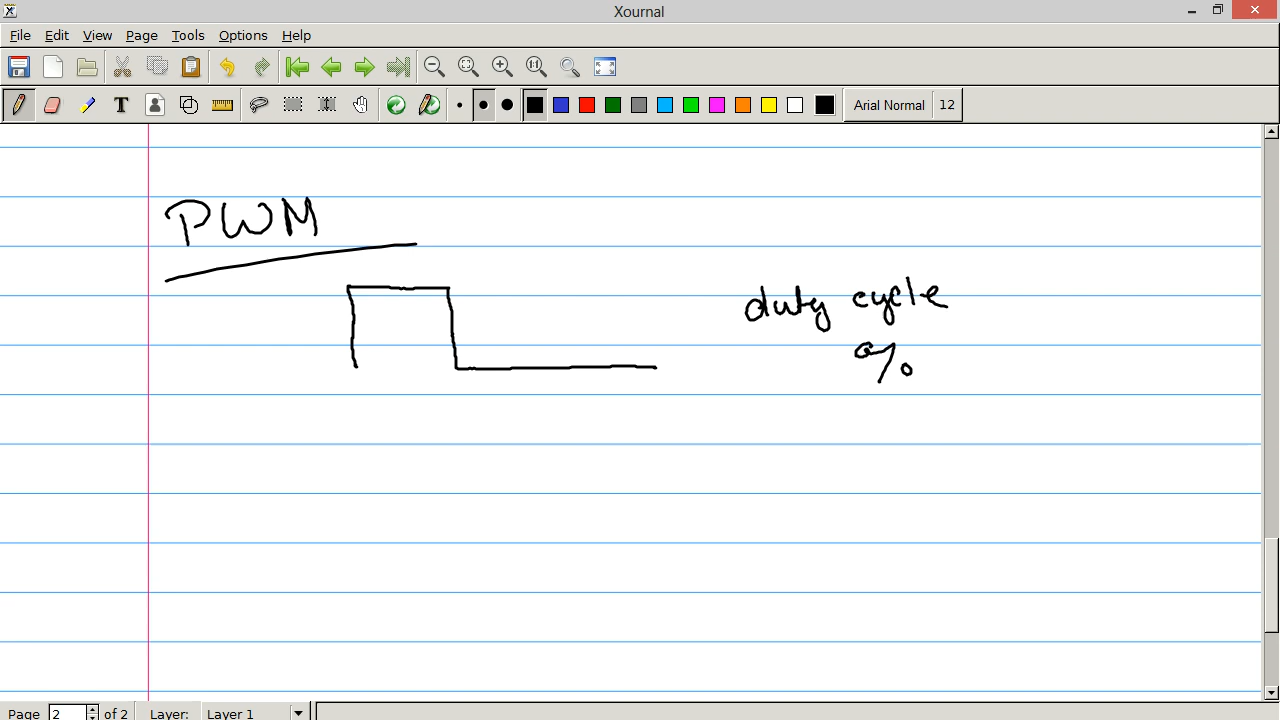 Xournal
File Edit View Page Tools Options Help
Arial Normal 12
PWM
duty cycle
%
Page 2 of 2 Layer: Layer 1